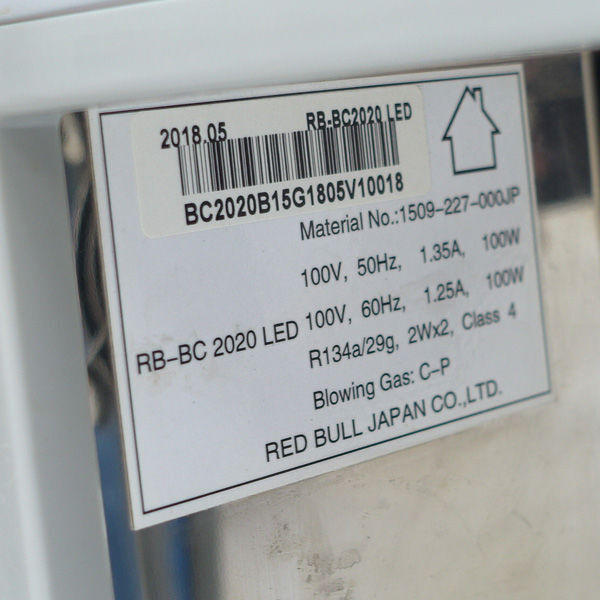 2018.05 RB-BC2020 LED
BC2020B15G1805V10018
Material No.:1509-227-000JP
100V, 50Hz, 1.35A, 100W
RB-BC 2020 LED 100V, 60Hz, 1.25A, 100W
R134a/29g, 2Wx2, Class 4
Blowing Gas: C-P
RED BULL JAPAN CO.,LTD.